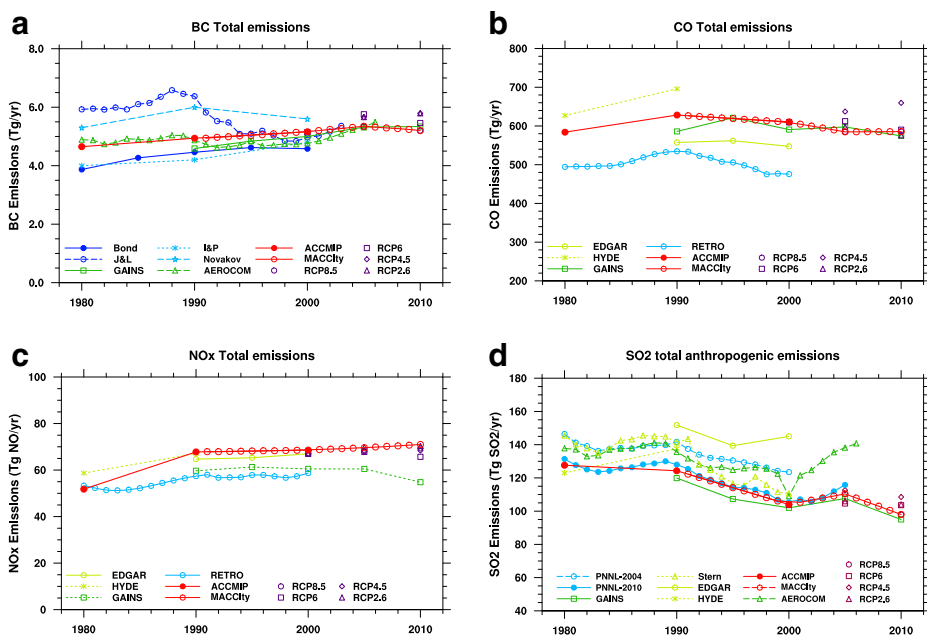 a
BC Total emissions
8.0
6.0
4.0
2.0
0.0
BC Emissions (Tg/yr)
Bond
J&L
GAINS
I&P
Novakov
AEROCOM
ACCMIP
MACCity
RCP8.5
RCP6
RCP4.5
RCP2.6
1980
1990
2000
2010
b
CO Total emissions
800
700
600
500
400
300
200
CO Emissions (Tg/yr)
EDGAR
HYDE
GAINS
RETRO
ACCMIP
MACCity
RCP8.5
RCP6
RCP4.5
RCP2.6
1980
1990
2000
2010
c
NOx Total emissions
100
80
60
40
20
0
NOx Emissions (Tg NO/yr)
EDGAR
HYDE
GAINS
RETRO
ACCMIP
MACCity
RCP8.5
RCP6
RCP4.5
RCP2.6
1980
1990
2000
2010
d
SO2 total anthropogenic emissions
180
160
140
120
100
80
60
40
SO2 Emissions (Tg SO2/yr)
PNNL-2004
PNNL-2010
GAINS
Stern
EDGAR
HYDE
ACCMIP
MACCity
AEROCOM
RCP8.5
RCP6
RCP4.5
RCP2.6
1980
1990
2000
2010